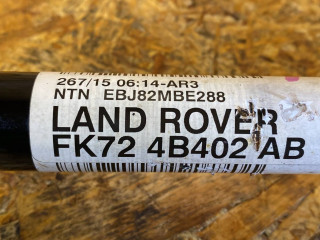 267/15 06:14-AR3
NTN EBJ82MBE288
LAND ROVER
FK72 4B402 AB